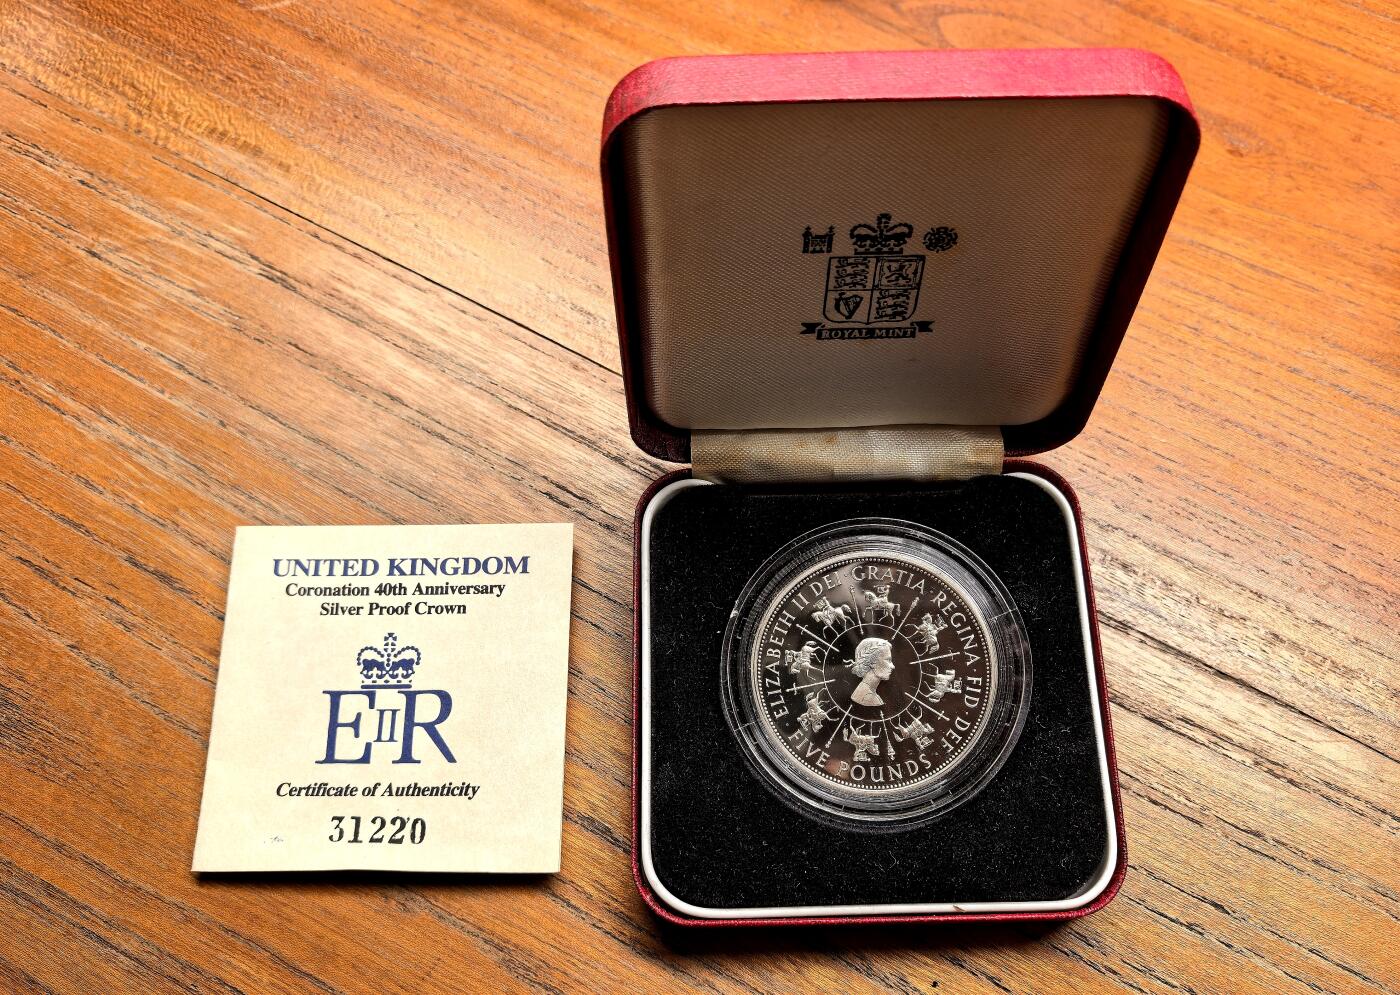 UNITED KINGDOM
Coronation 40th Anniversary
Silver Proof Crown
EIIR
Certificate of Authenticity
31220
ROYAL MINT
ELIZABETH II DEI · GRATIA · REGINA · FID · DEF
FIVE POUNDS